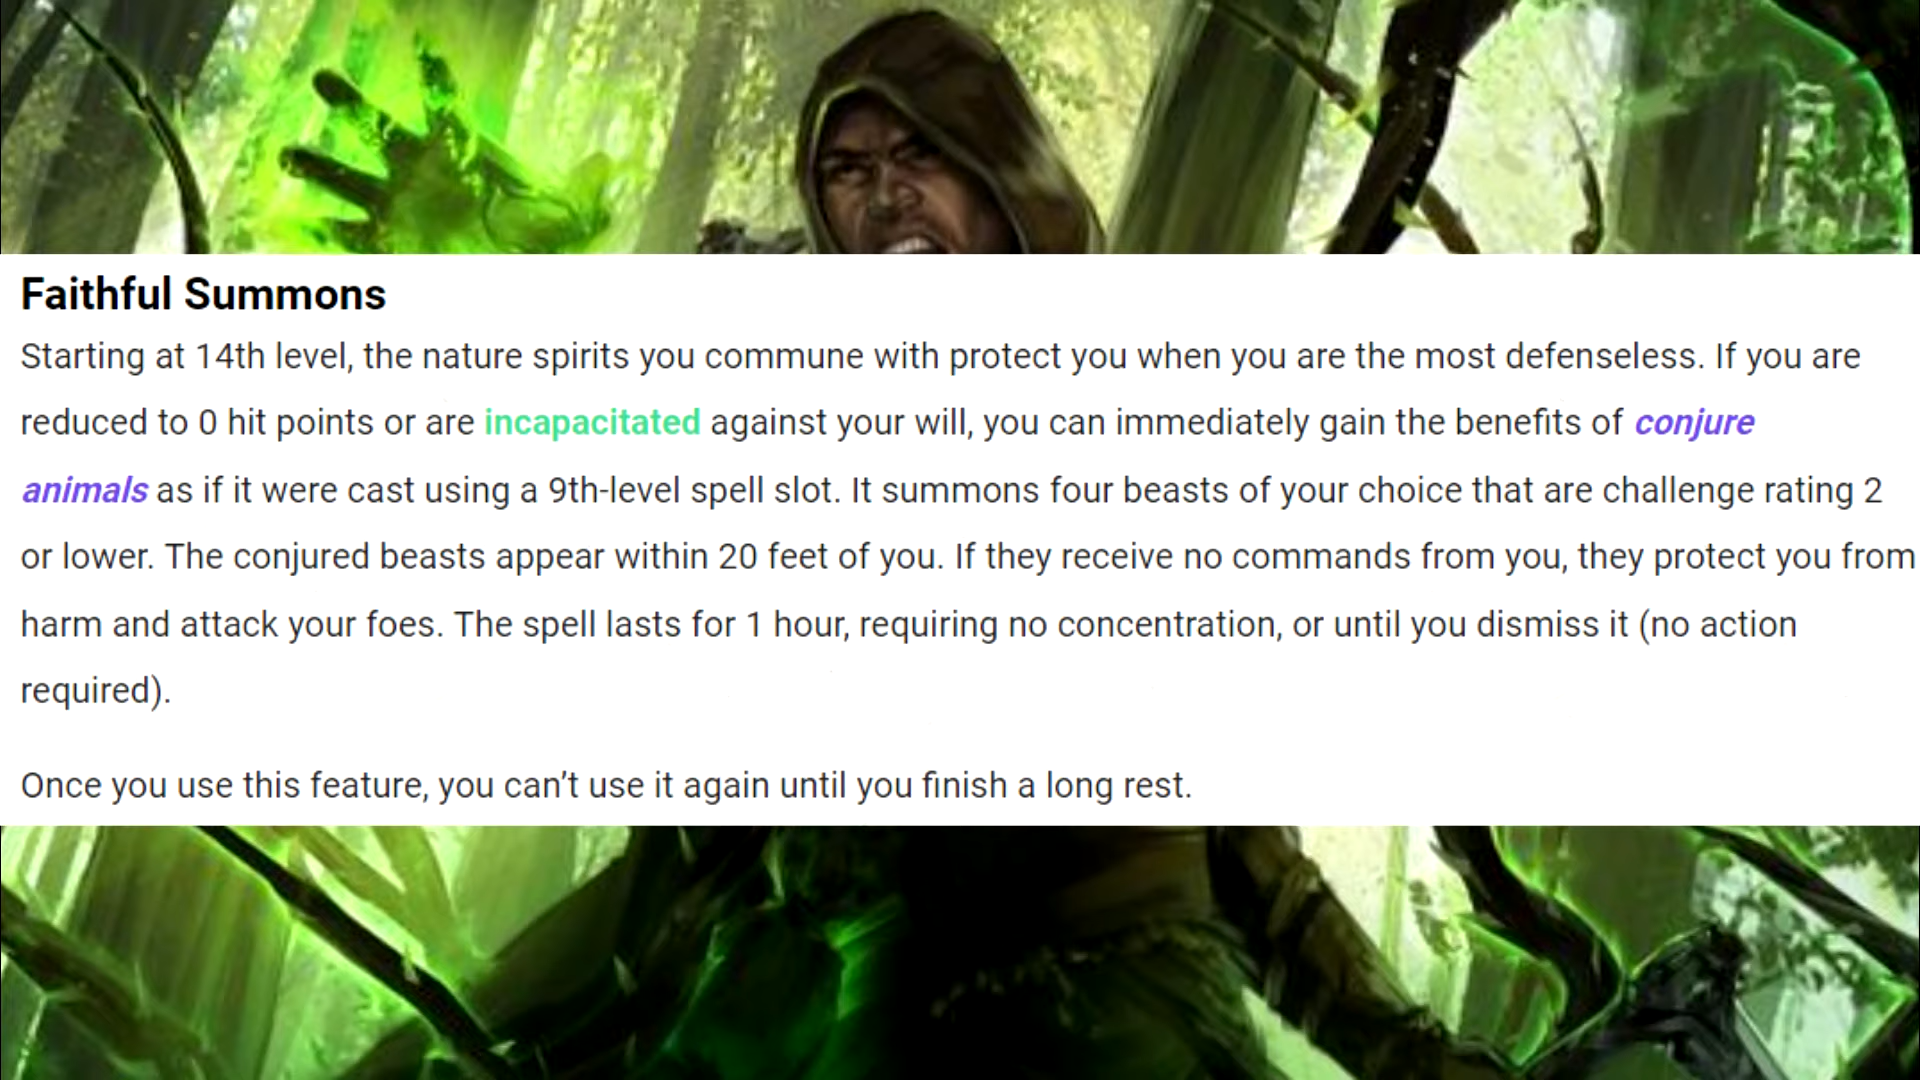 Faithful Summons
Starting at 14th level, the nature spirits you commune with protect you when you are the most defenseless. If you are
reduced to 0 hit points or are incapacitated against your will, you can immediately gain the benefits of conjure
animals as if it were cast using a 9th-level spell slot. It summons four beasts of your choice that are challenge rating 2
or lower. The conjured beasts appear within 20 feet of you. If they receive no commands from you, they protect you from
harm and attack your foes. The spell lasts for 1 hour, requiring no concentration, or until you dismiss it (no action
required).
Once you use this feature, you can’t use it again until you finish a long rest.